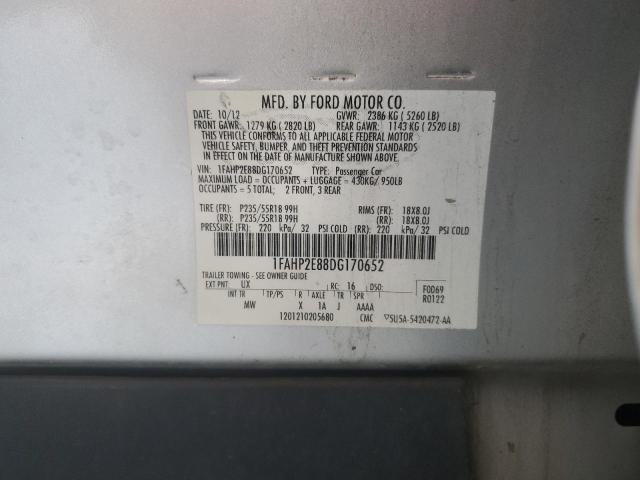 MFD. BY FORD MOTOR CO.
DATE: 10/12 GVWR: 2386 KG ( 5260 LB)
FRONT GAWR: 1279 KG ( 2820 LB) REAR GAWR: 1143 KG ( 2520 LB)
THIS VEHICLE CONFORMS TO ALL APPLICABLE FEDERAL MOTOR
VEHICLE SAFETY, BUMPER, AND THEFT PREVENTION STANDARDS
IN EFFECT ON THE DATE OF MANUFACTURE SHOWN ABOVE.
VIN: 1FAHP2E88DG170652 TYPE: Passenger Car
MAXIMUM LOAD = OCCUPANTS + LUGGAGE = 430KG/ 950LB
OCCUPANTS = 5 TOTAL; 2 FRONT, 3 REAR
TIRE (FR): P235/55R18 99H RIMS (FR): 18X8.0J
(RR): P235/55R18 99H (RR): 18X8.0J
PRESSURE (FR): 220 kPa/ 32 PSI COLD (RR): 220 kPa/ 32 PSI COLD
1FAHP2E88DG170652
TRAILER TOWING - SEE OWNER GUIDE
EXT PNT: UX RC: 16 DSO: F0D69
INT TR TP/PS R AXLE TR SPR R0122
MW X 1A J AAAA
1201210205680 CMC SU5A-5420472-AA